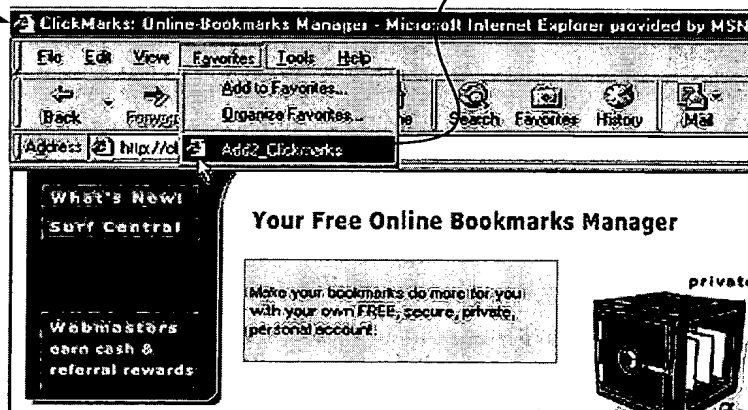 ClickMarks: Online-Bookmarks Manager - Microsoft Internet Explorer provided by MSN
File Edit View Favorites Tools Help
Add to Favorites...
Organize Favorites...
Back Forward Search Favorites History Mail
Address http://cl Add2_Clickmarks
What's New!
Surf Central
Your Free Online Bookmarks Manager
Make your bookmarks do more for you
with your own FREE, secure, private,
personal account!
private
Webmasters
earn cash &
referral rewards